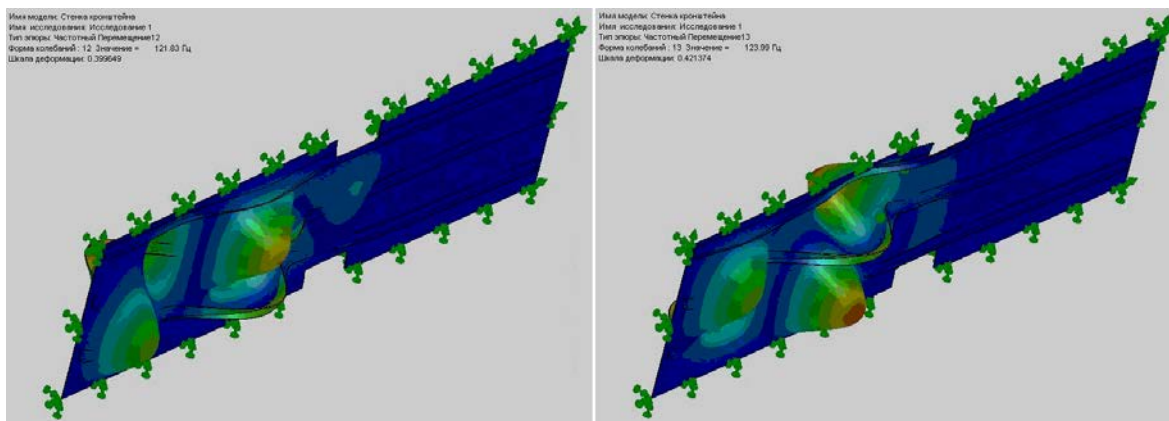 Имя модели: Стенка кронштейна
Имя исследования: Исследование 1
Тип эпюры: Частотный Перемещение12
Форма колебаний : 12 Значение = 121.83 Гц
Шкала деформации: 0.399649
Имя модели: Стенка кронштейна
Имя исследования: Исследование 1
Тип эпюры: Частотный Перемещение13
Форма колебаний : 13 Значение = 123.99 Гц
Шкала деформации: 0.421374